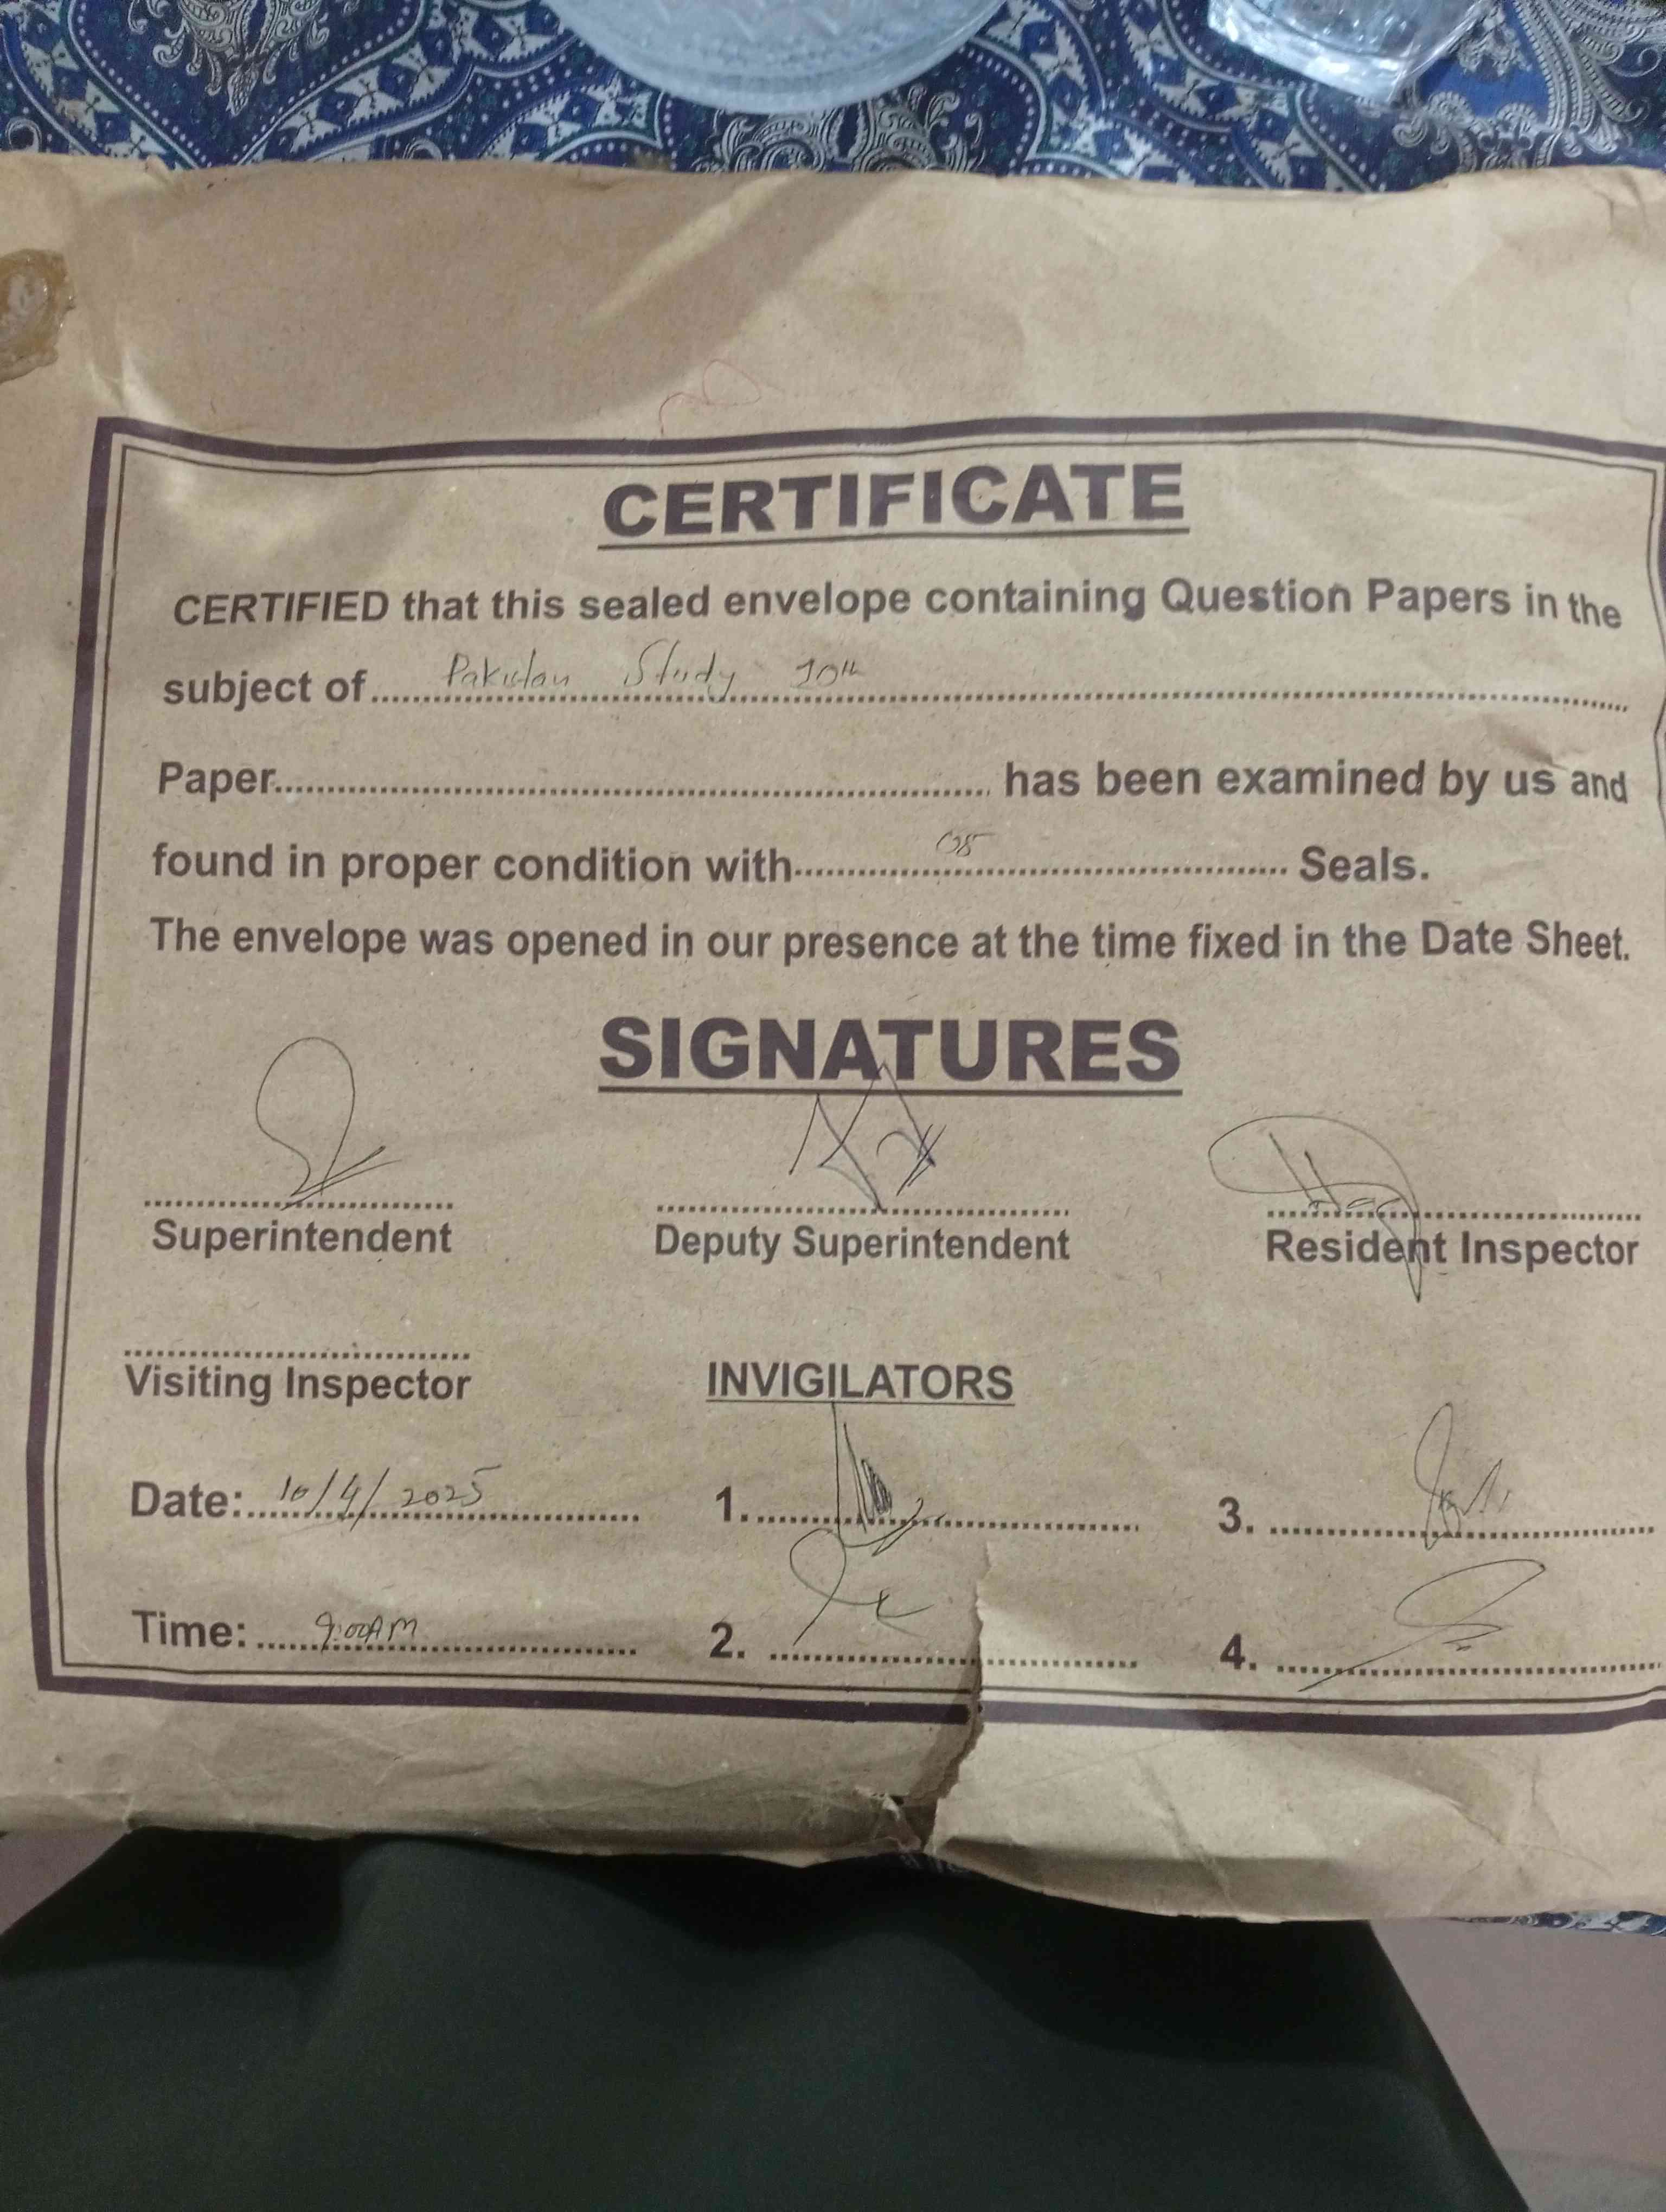 CERTIFICATE
CERTIFIED that this sealed envelope containing Question Papers in the
subject of.....Pakistan Study 10th.....
Paper.......... has been examined by us and
found in proper condition with.....08..... Seals.
The envelope was opened in our presence at the time fixed in the Date Sheet.
SIGNATURES
Superintendent Deputy Superintendent Resident Inspector
Visiting Inspector INVIGILATORS
Date:...10/4/2025... 1........... 3...........
Time:...9:00AM... 2. .......... 4. ..........